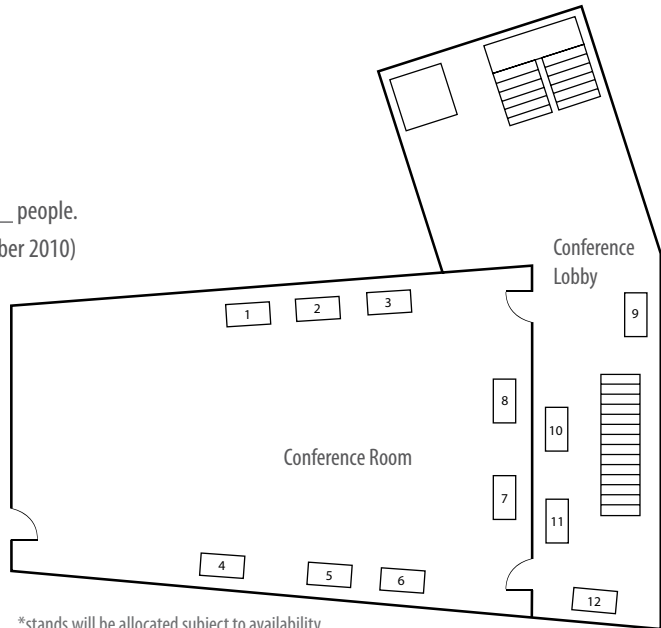 _ people.
ber 2010)
Conference
Lobby
9
1
2
3
8
10
Conference Room
7
11
4
5
6
12
*stands will be allocated subject to availability